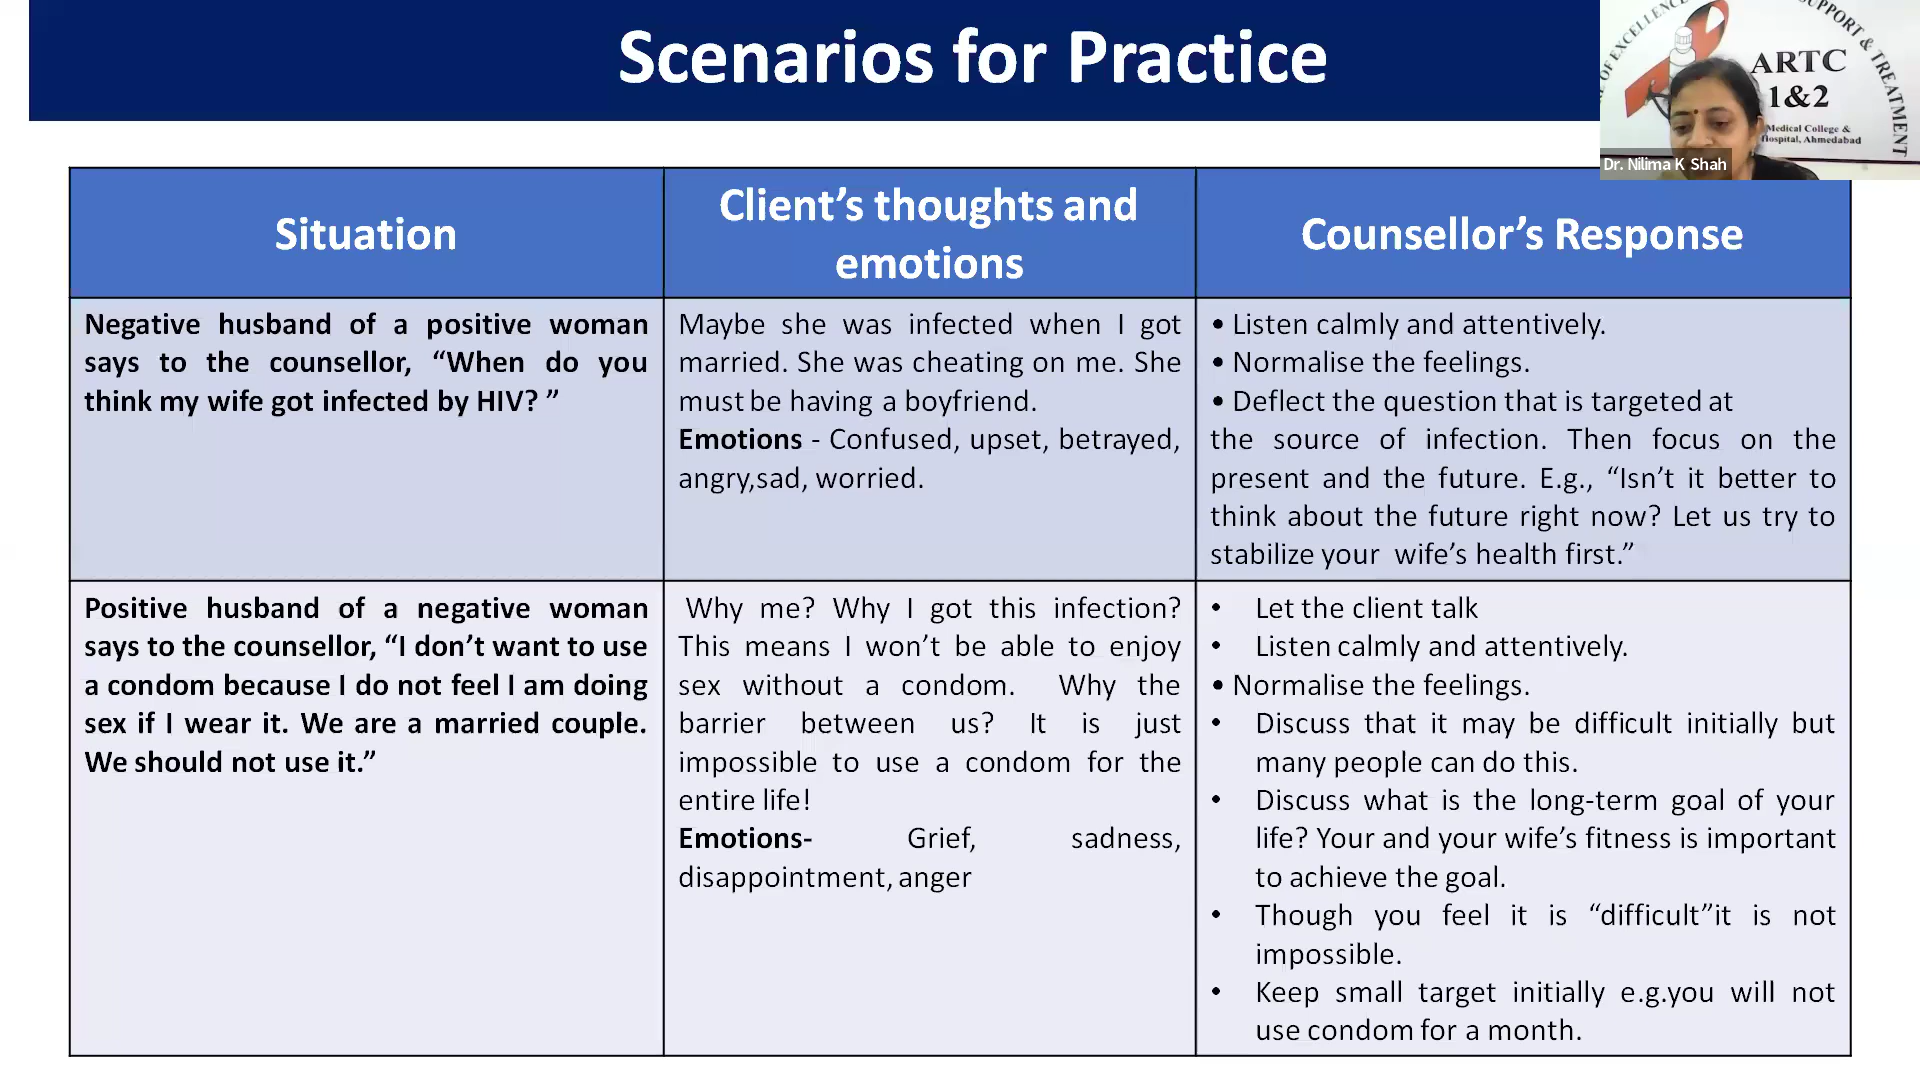 Scenarios for Practice
OF EXCELLENCE
SUPPORT & TREATMENT
ARTC
1&2
Medical College &
Hospital, Ahmedabad
Dr. Nilima K Shah
Situation
Client’s thoughts and
emotions
Counsellor’s Response
Negative husband of a positive woman
says to the counsellor, “When do you
think my wife got infected by HIV? ”
Maybe she was infected when I got
married. She was cheating on me. She
must be having a boyfriend.
Emotions - Confused, upset, betrayed,
angry,sad, worried.
• Listen calmly and attentively.
• Normalise the feelings.
• Deflect the question that is targeted at
the source of infection. Then focus on the
present and the future. E.g., “Isn’t it better to
think about the future right now? Let us try to
stabilize your wife’s health first.”
Positive husband of a negative woman
says to the counsellor, “I don’t want to use
a condom because I do not feel I am doing
sex if I wear it. We are a married couple.
We should not use it.”
Why me? Why I got this infection?
This means I won’t be able to enjoy
sex without a condom. Why the
barrier between us? It is just
impossible to use a condom for the
entire life!
Emotions- Grief, sadness,
disappointment, anger
• Let the client talk
• Listen calmly and attentively.
• Normalise the feelings.
• Discuss that it may be difficult initially but
many people can do this.
• Discuss what is the long-term goal of your
life? Your and your wife’s fitness is important
to achieve the goal.
• Though you feel it is “difficult”it is not
impossible.
• Keep small target initially e.g.you will not
use condom for a month.